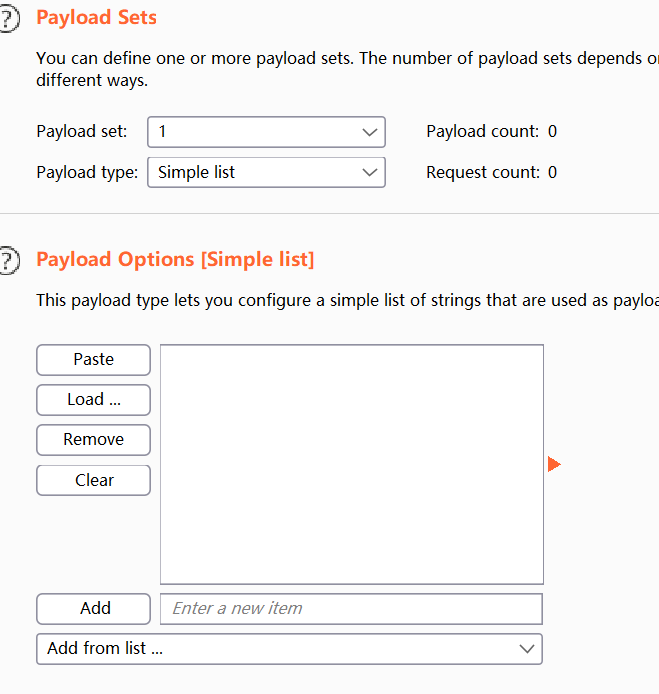 Payload Sets
You can define one or more payload sets. The number of payload sets depends
different ways.
Payload set: 1 Payload count: 0
Payload type: Simple list Request count: 0
Payload Options [Simple list]
This payload type lets you configure a simple list of strings that are used as
Paste
Load ...
Remove
Clear
Add Enter a new item
Add from list ...